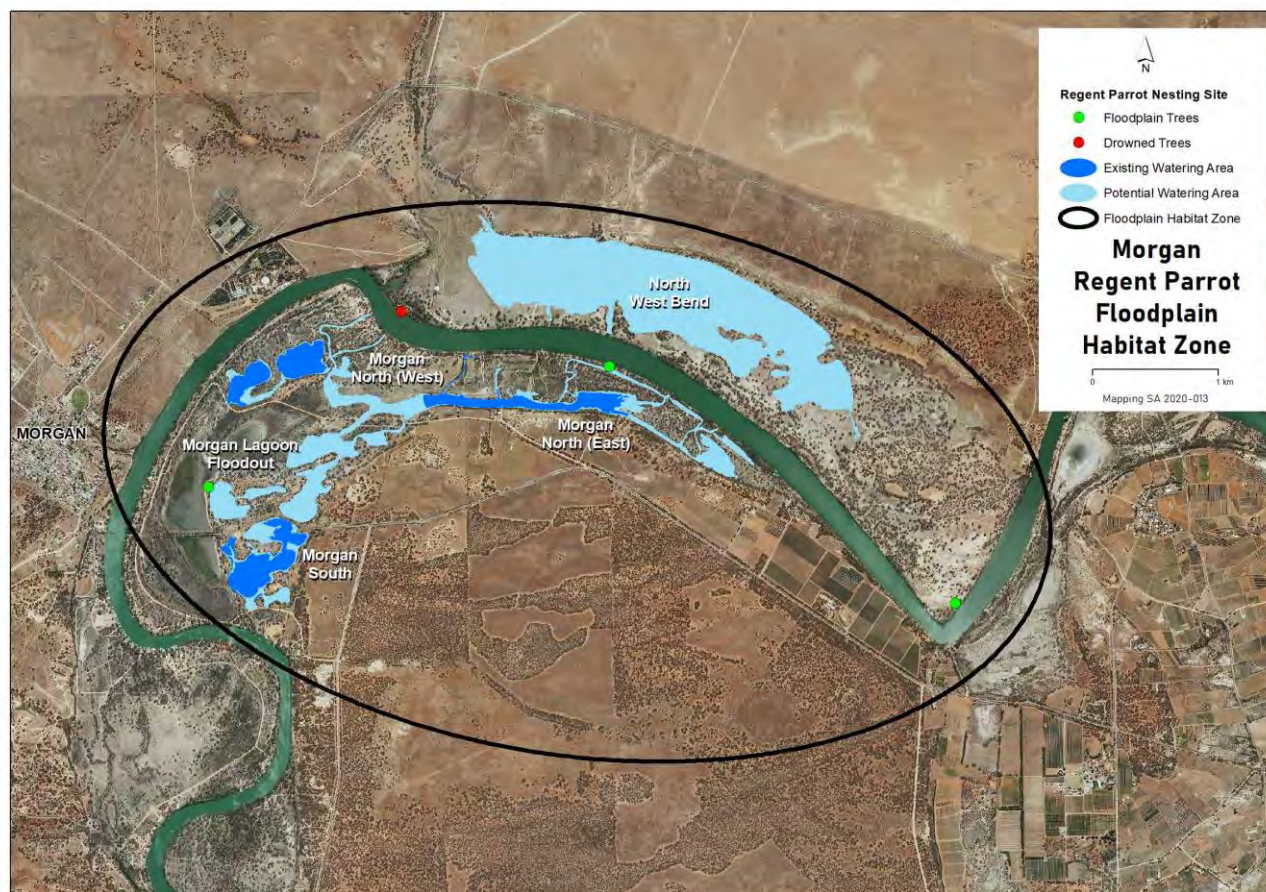 N
Regent Parrot Nesting Site
Floodplain Trees
Drowned Trees
Existing Watering Area
Potential Watering Area
Floodplain Habitat Zone
Morgan
Regent Parrot
Floodplain
Habitat Zone
0 1 km
Mapping SA 2020-013
North
West Bend
Morgan
North (West)
Morgan
North (East)
MORGAN
Morgan Lagoon
Floodout
Morgan
South